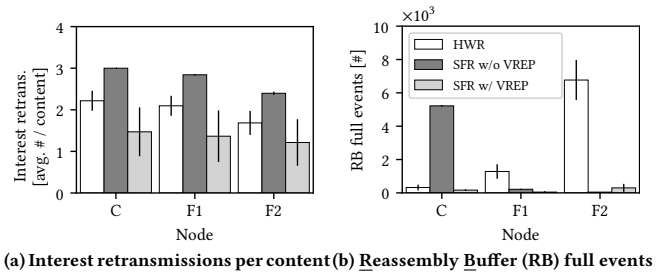 4
3
2
1
0
Interest retrans.
[avg. # / content]
C
F1
F2
Node
×10³
10
8
6
4
2
0
RB full events [#]
HWR
SFR w/o VREP
SFR w/ VREP
C
F1
F2
Node
(a) Interest retransmissions per content
(b) Reassembly Buffer (RB) full events